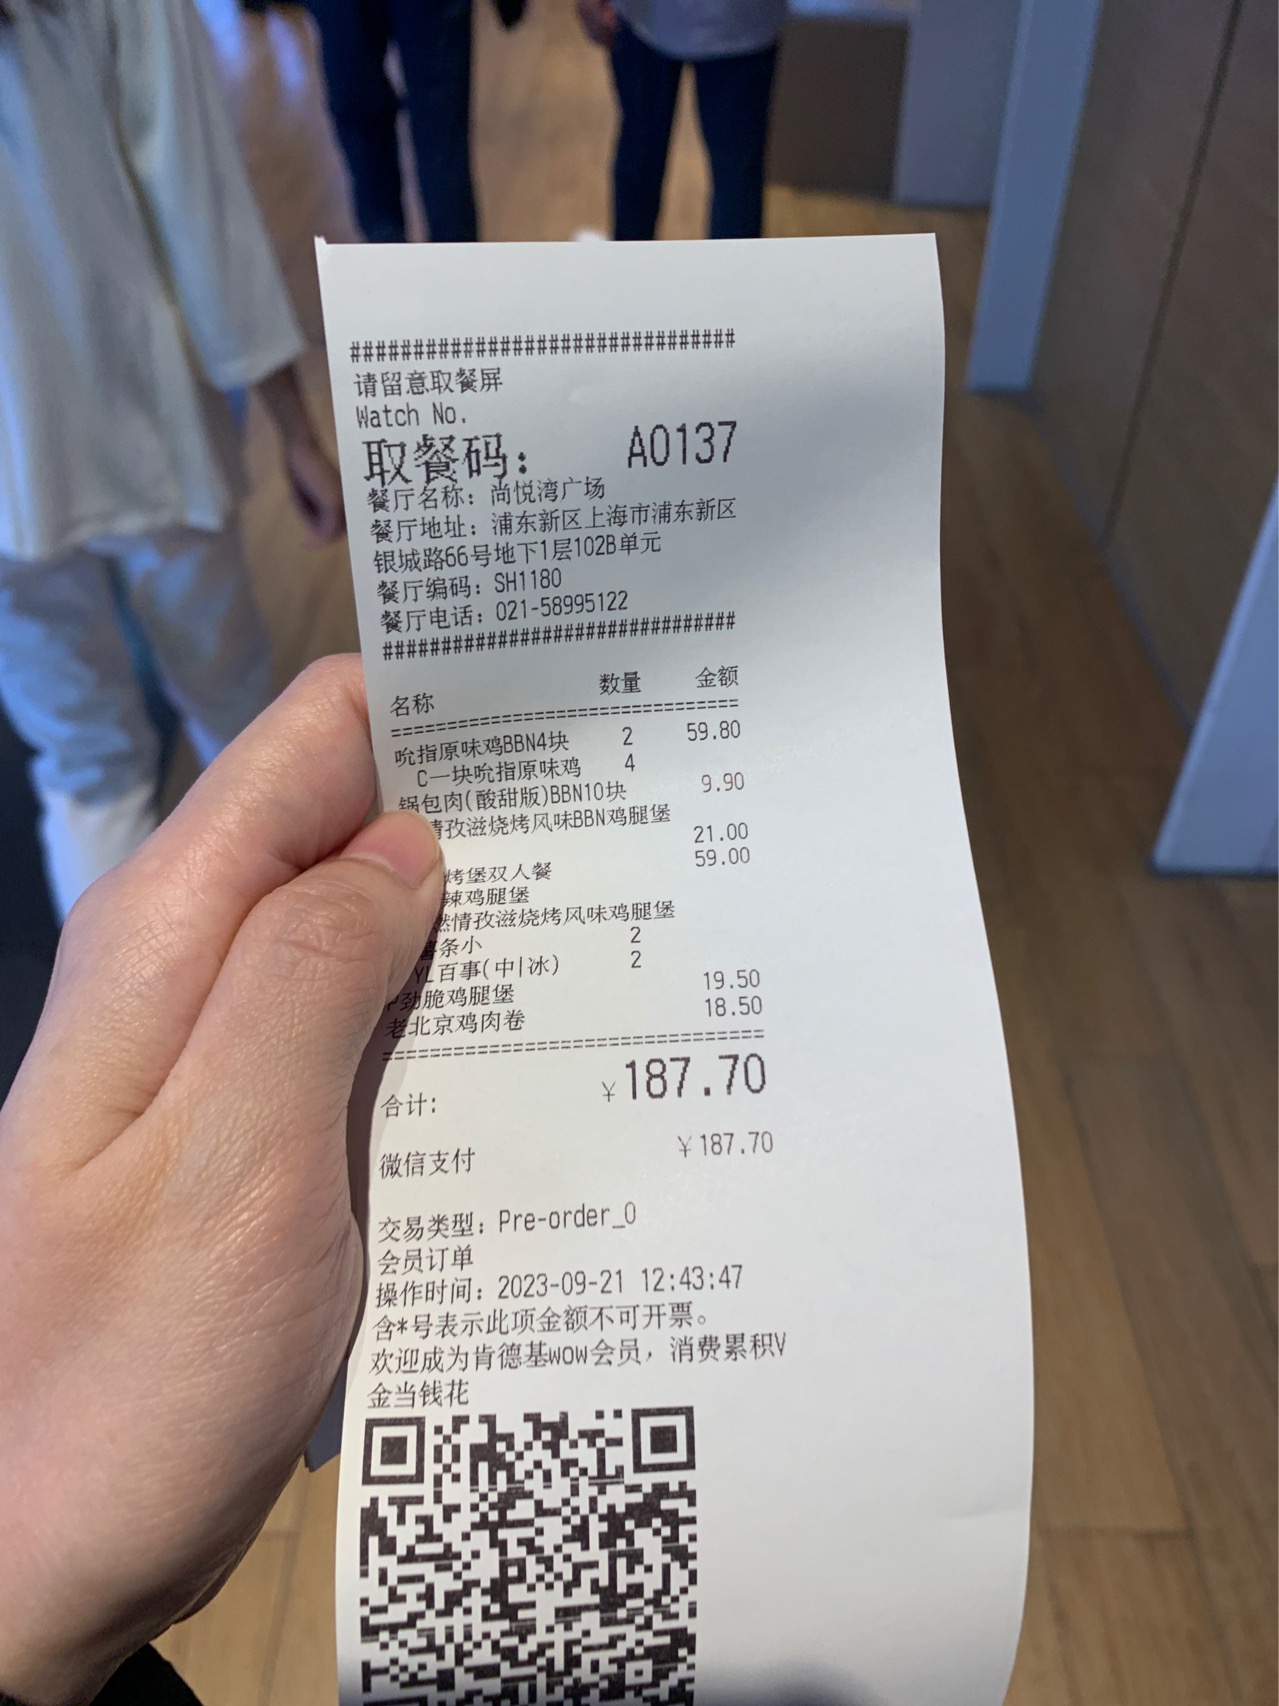 ################################
请留意取餐屏
Watch No.
取餐码: A0137
餐厅名称: 尚悦湾广场
餐厅地址: 浦东新区上海市浦东新区
银城路66号地下1层102B单元
餐厅编码: SH1180
餐厅电话: 021-58995122
################################
名称 数量 金额
================================
吮指原味鸡BBN4块 2 59.80
C一块吮指原味鸡 4
锅包肉(酸甜版)BBN10块 9.90
情孜滋烧烤风味BBN鸡腿堡
21.00
烤堡双人餐 59.00
辣鸡腿堡
燃情孜滋烧烤风味鸡腿堡
薯条小 2
YL百事(中|冰) 2
P劲脆鸡腿堡 19.50
老北京鸡肉卷 18.50
================================
合计: ¥187.70
微信支付 ¥187.70
交易类型: Pre-order_0
会员订单
操作时间: 2023-09-21 12:43:47
含*号表示此项金额不可开票。
欢迎成为肯德基wow会员，消费累积V
金当钱花